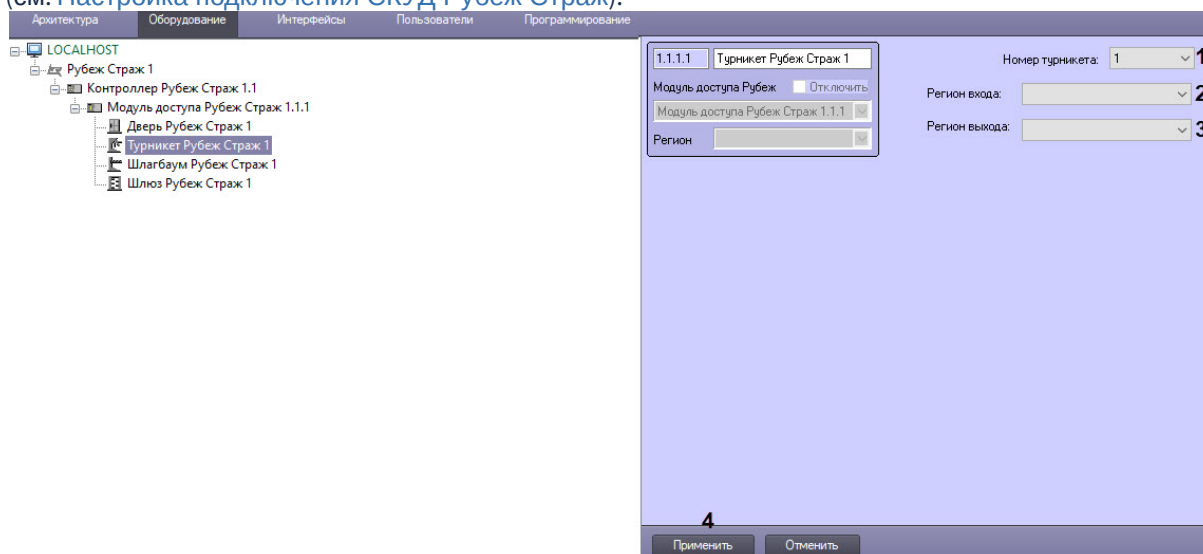 (см. Настройка подключения СКУД Рубеж Страж).
Архитектура Оборудование Интерфейсы Пользователи Программирование
LOCALHOST
Рубеж Страж 1
Контроллер Рубеж Страж 1.1
Модуль доступа Рубеж Страж 1.1.1
Дверь Рубеж Страж 1
Турникет Рубеж Страж 1
Шлагбаум Рубеж Страж 1
Шлюз Рубеж Страж 1
1.1.1.1 Турникет Рубеж Страж 1
Модуль доступа Рубеж Отключить
Модуль доступа Рубеж Страж 1.1.1
Регион
Номер турникета: 1 1
Регион входа: 2
Регион выхода: 3
4
Применить Отменить